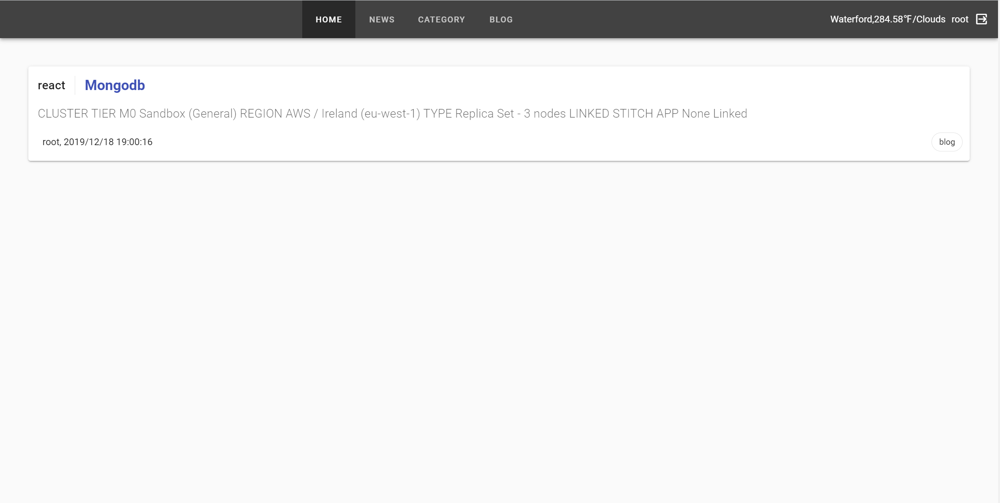 HOME NEWS CATEGORY BLOG Waterford,284.58℉/Clouds root
react Mongodb
CLUSTER TIER M0 Sandbox (General) REGION AWS / Ireland (eu-west-1) TYPE Replica Set - 3 nodes LINKED STITCH APP None Linked
root, 2019/12/18 19:00:16 blog